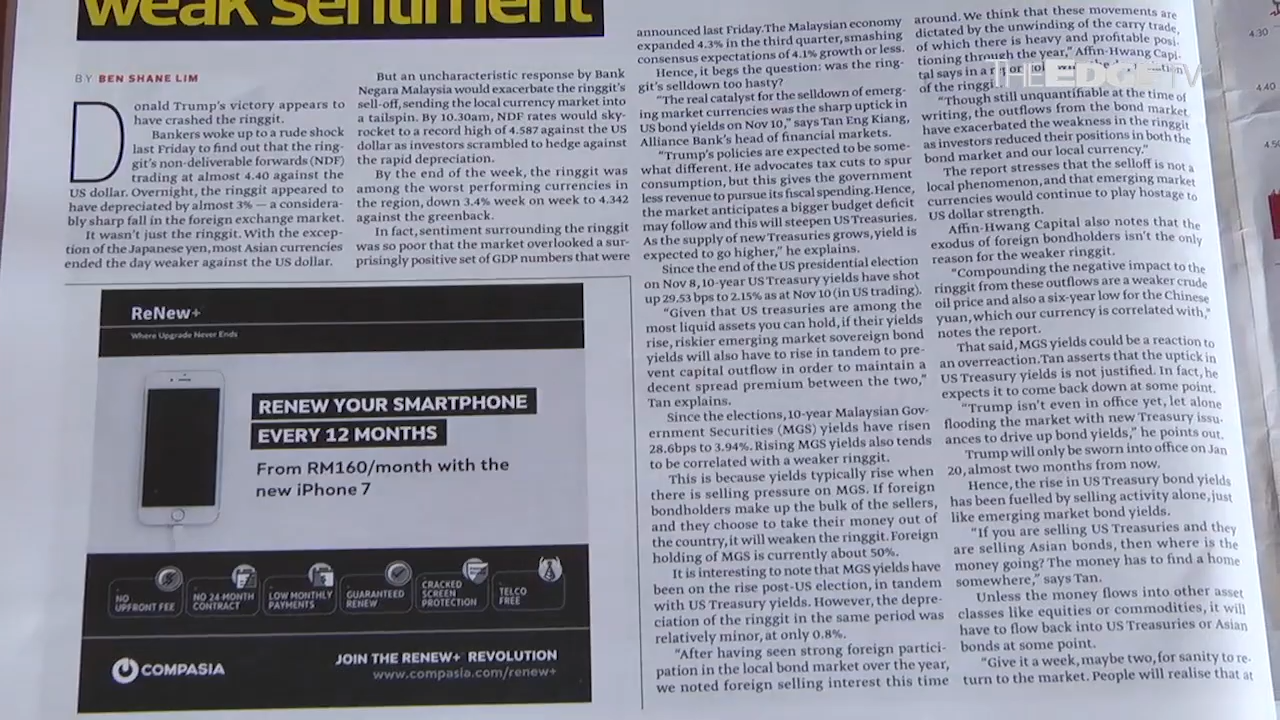 weak sentiment
BY BEN SHANE LIM
Donald Trump's victory appears to
have crashed the ringgit.
Bankers woke up to a rude shock
last Friday to find out that the ring-
git's non-deliverable forwards (NDF)
trading at almost 4.40 against the
US dollar. Overnight, the ringgit appeared to
have depreciated by almost 3% — a considera-
bly sharp fall in the foreign exchange market.
It wasn't just the ringgit. With the excep-
tion of the Japanese yen, most Asian currencies
ended the day weaker against the US dollar.
But an uncharacteristic response by Bank
Negara Malaysia would exacerbate the ringgit's
sell-off, sending the local currency market into
a tailspin. By 10.30am, NDF rates would sky-
rocket to a record high of 4.587 against the US
dollar as investors scrambled to hedge against
the rapid depreciation.
By the end of the week, the ringgit was
among the worst performing currencies in
the region, down 3.4% week on week to 4.342
against the greenback.
In fact, sentiment surrounding the ringgit
was so poor that the market overlooked a sur-
prisingly positive set of GDP numbers that were
announced last Friday. The Malaysian economy
expanded 4.3% in the third quarter, smashing
consensus expectations of 4.1% growth or less.
Hence, it begs the question: was the ring-
git's selldown too hasty?
"The real catalyst for the selldown of emerg-
ing market currencies was the sharp uptick in
US bond yields on Nov 10," says Tan Eng Kiang,
Alliance Bank's head of financial markets.
"Trump's policies are expected to be some-
what different. He advocates tax cuts to spur
consumption, but this gives the government
less revenue to pursue its fiscal spending. Hence,
the market anticipates a bigger budget deficit
may follow and this will steepen US Treasuries.
As the supply of new Treasuries grows, yield is
expected to go higher," he explains.
Since the end of the US presidential election
on Nov 8, 10-year US Treasury yields have shot
up 29.53 bps to 2.15% as at Nov 10 (in US trading).
"Given that US treasuries are among the
most liquid assets you can hold, if their yields
rise, riskier emerging market sovereign bond
yields will also have to rise in tandem to pre-
vent capital outflow in order to maintain a
decent spread premium between the two,"
Tan explains.
Since the elections, 10-year Malaysian Gov-
ernment Securities (MGS) yields have risen
28.6bps to 3.94%. Rising MGS yields also tends
to be correlated with a weaker ringgit.
This is because yields typically rise when
there is selling pressure on MGS. If foreign
bondholders make up the bulk of the sellers,
and they choose to take their money out of
the country, it will weaken the ringgit. Foreign
holding of MGS is currently about 50%.
It is interesting to note that MGS yields have
been on the rise post-US election, in tandem
with US Treasury yields. However, the depre-
ciation of the ringgit in the same period was
relatively minor, at only 0.8%.
"After having seen strong foreign partici-
pation in the local bond market over the year,
we noted foreign selling interest this time
around. We think that these movements are
dictated by the unwinding of the carry trade,
of which there is heavy and profitable posi-
tioning through the year," Affin-Hwang Capi-
tal says in a report
of the ringgi
"Though still unquantifiable at the time of
writing, the outflows from the bond market
have exacerbated the weakness in the ringgit
as investors reduced their positions in both the
bond market and our local currency."
The report stresses that the selloff is not a
local phenomenon, and that emerging market
currencies would continue to play hostage to
US dollar strength.
Affin-Hwang Capital also notes that the
exodus of foreign bondholders isn't the only
reason for the weaker ringgit.
"Compounding the negative impact to the
ringgit from these outflows are a weaker crude
oil price and also a six-year low for the Chinese
yuan, which our currency is correlated with,"
notes the report.
That said, MGS yields could be a reaction to
an overreaction. Tan asserts that the uptick in
US Treasury yields is not justified. In fact, he
expects it to come back down at some point.
"Trump isn't even in office yet, let alone
flooding the market with new Treasury issu-
ances to drive up bond yields," he points out.
Trump will only be sworn into office on Jan
20, almost two months from now.
Hence, the rise in US Treasury bond yields
has been fuelled by selling activity alone, just
like emerging market bond yields.
"If you are selling US Treasuries and they
are selling Asian bonds, then where is the
money going? The money has to find a home
somewhere," says Tan.
Unless the money flows into other asset
classes like equities or commodities, it will
have to flow back into US Treasuries or Asian
bonds at some point.
"Give it a week, maybe two, for sanity to re-
turn to the market. People will realise that at
THE EDGE TV
4.30
4.40
4.50
ReNew+
Where Upgrade Never Ends
RENEW YOUR SMARTPHONE
EVERY 12 MONTHS
From RM160/month with the
new iPhone 7
NO
UPFRONT FEE
NO 24-MONTH
CONTRACT
LOW MONTHLY
PAYMENTS
GUARANTEED
RENEW
CRACKED
SCREEN
PROTECTION
TELCO
FREE
COMPASIA
JOIN THE RENEW+ REVOLUTION
www.compasia.com/renew+